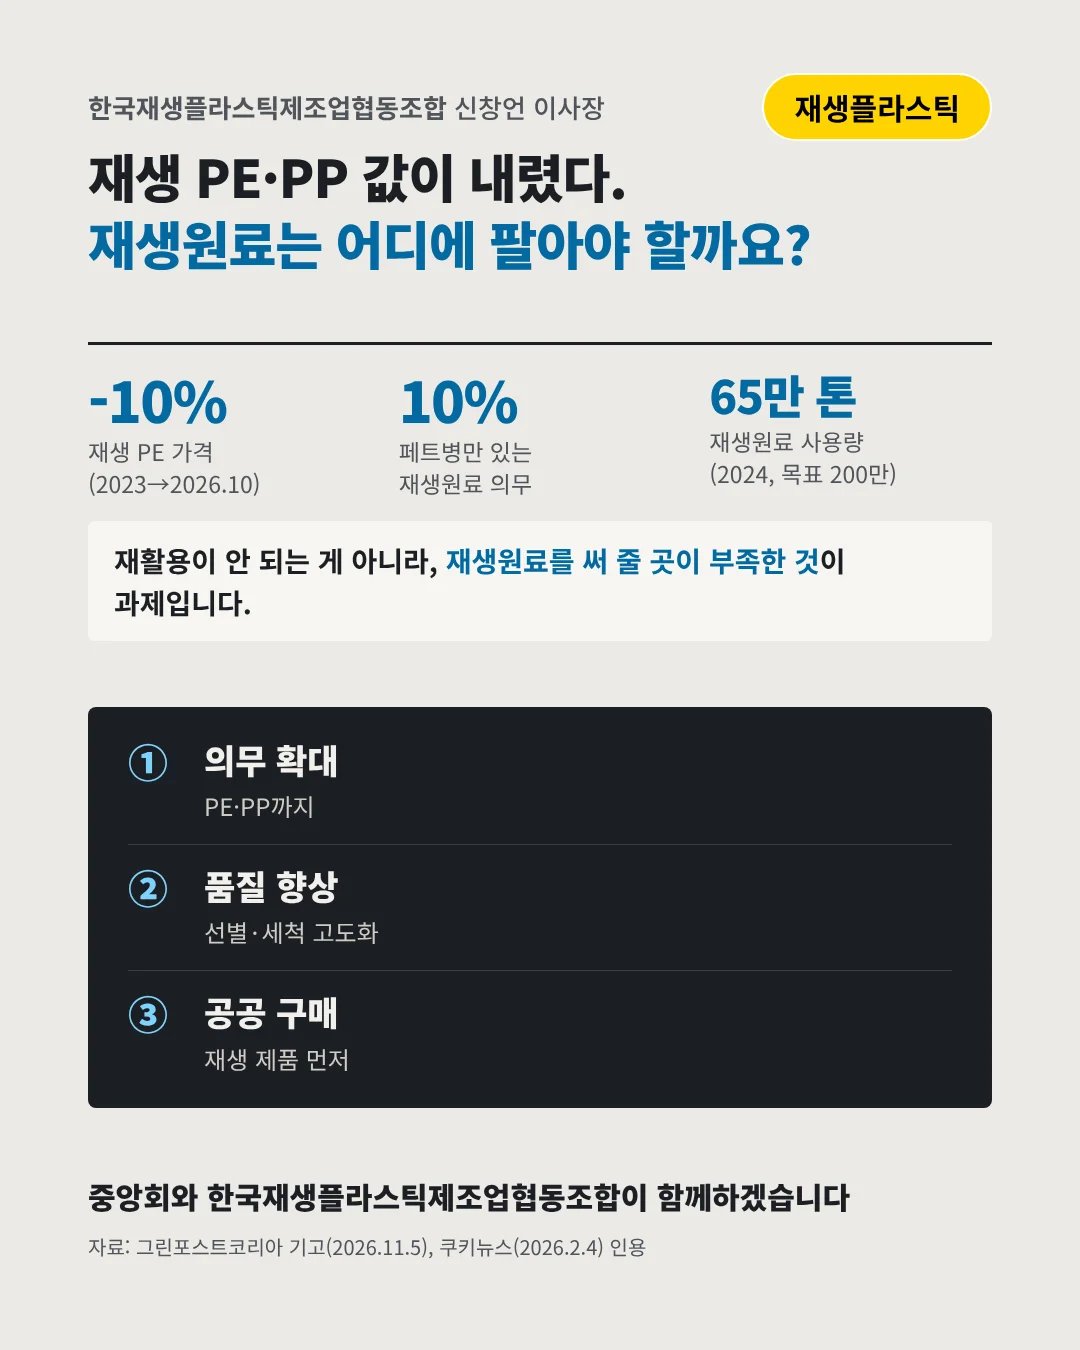 한국재생플라스틱제조업협동조합 신창언 이사장
재생플라스틱
재생 PE·PP 값이 내렸다.
재생원료는 어디에 팔아야 할까요?
-10%
재생 PE 가격
(2023→2026.10)
10%
페트병만 있는
재생원료 의무
65만 톤
재생원료 사용량
(2024, 목표 200만)
재활용이 안 되는 게 아니라, 재생원료를 써 줄 곳이 부족한 것이
과제입니다.
① 의무 확대
PE·PP까지
② 품질 향상
선별·세척 고도화
③ 공공 구매
재생 제품 먼저
중앙회와 한국재생플라스틱제조업협동조합이 함께하겠습니다
자료: 그린포스트코리아 기고(2026.11.5), 쿠키뉴스(2026.2.4) 인용